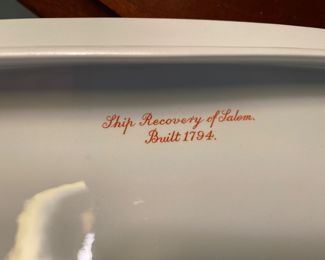 Ship Recovery of Salem.
Built 1794.